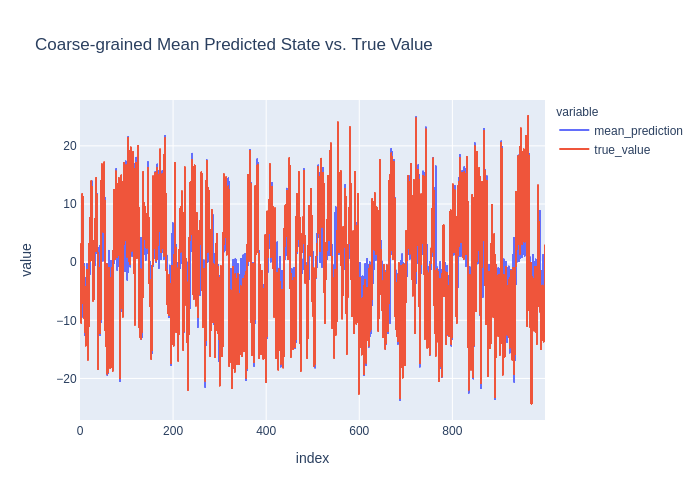 Coarse-grained Mean Predicted State vs. True Value
variable
mean_prediction
true_value
value
20
10
0
−10
−20
0
200
400
600
800
index